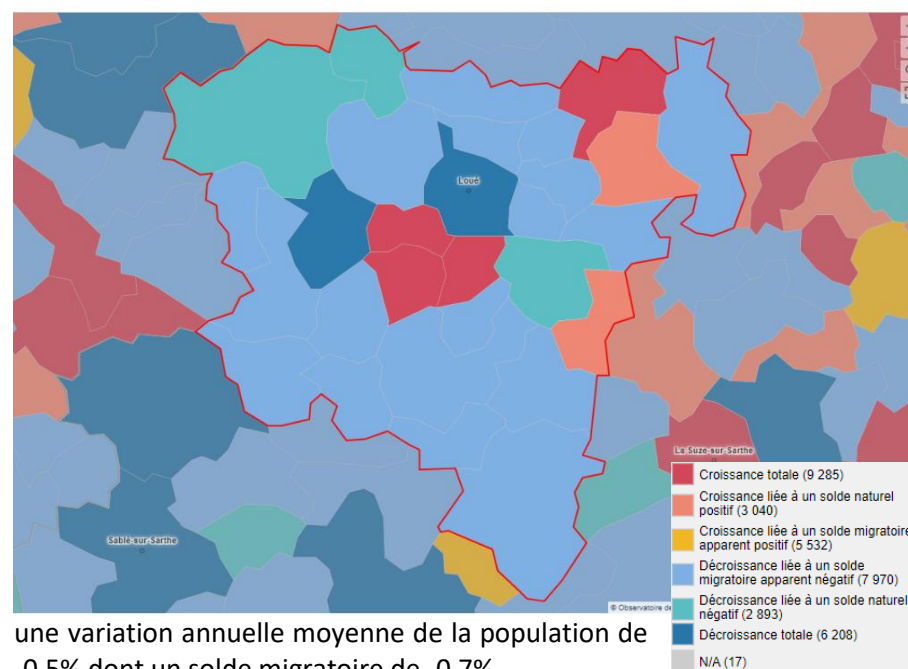 Loué
La Suze-sur-Sarthe
Sablé-sur-Sarthe
Croissance totale (9 285)
Croissance liée à un solde naturel
positif (3 040)
Croissance liée à un solde migratoire
apparent positif (5 532)
Décroissance liée à un solde
migratoire apparent négatif (7 970)
Décroissance liée à un solde naturel
négatif (2 893)
Décroissance totale (6 208)
N/A (17)
© Observatoire de
une variation annuelle moyenne de la population de
-0,5% dont un solde migratoire de -0,7%